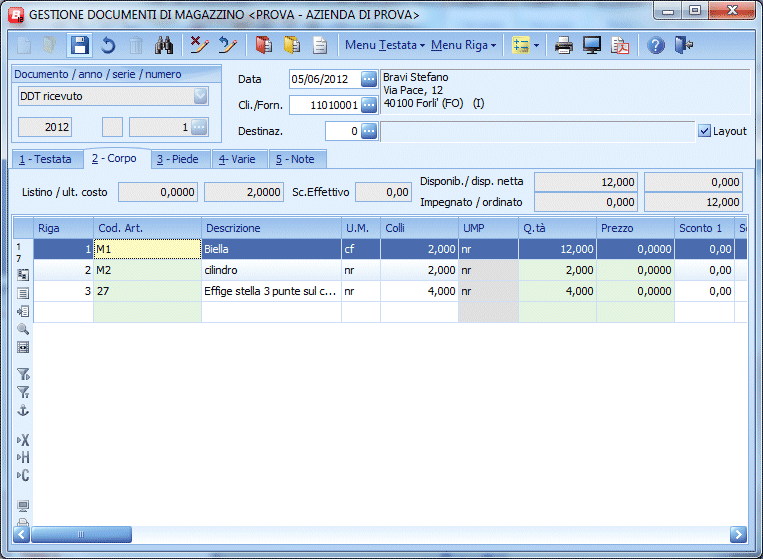 GESTIONE DOCUMENTI DI MAGAZZINO <PROVA - AZIENDA DI PROVA>
Menu Testata Menu Riga
Documento / anno / serie / numero
DDT ricevuto
2012 1
Data 05/06/2012
Cli./Forn. 11010001
Destinaz. 0
Bravi Stefano
Via Pace, 12
40100 Forli' (FO) (I)
Layout
1 - Testata 2 - Corpo 3 - Piede 4- Varie 5 - Note
Listino / ult. costo 0,0000 2,0000 Sc.Effettivo 0,00
Disponib./ disp. netta 12,000 0,000
Impegnato / ordinato 0,000 12,000
Riga Cod. Art. Descrizione U.M. Colli UMP Q.tà Prezzo Sconto 1 Sc
1 M1 Biella cf 2,000 nr 12,000 0,0000 0,00
2 M2 cilindro nr 2,000 nr 2,000 0,0000 0,00
3 27 Effige stella 3 punte sul c... nr 4,000 nr 4,000 0,0000 0,00
1
7
X
H
C